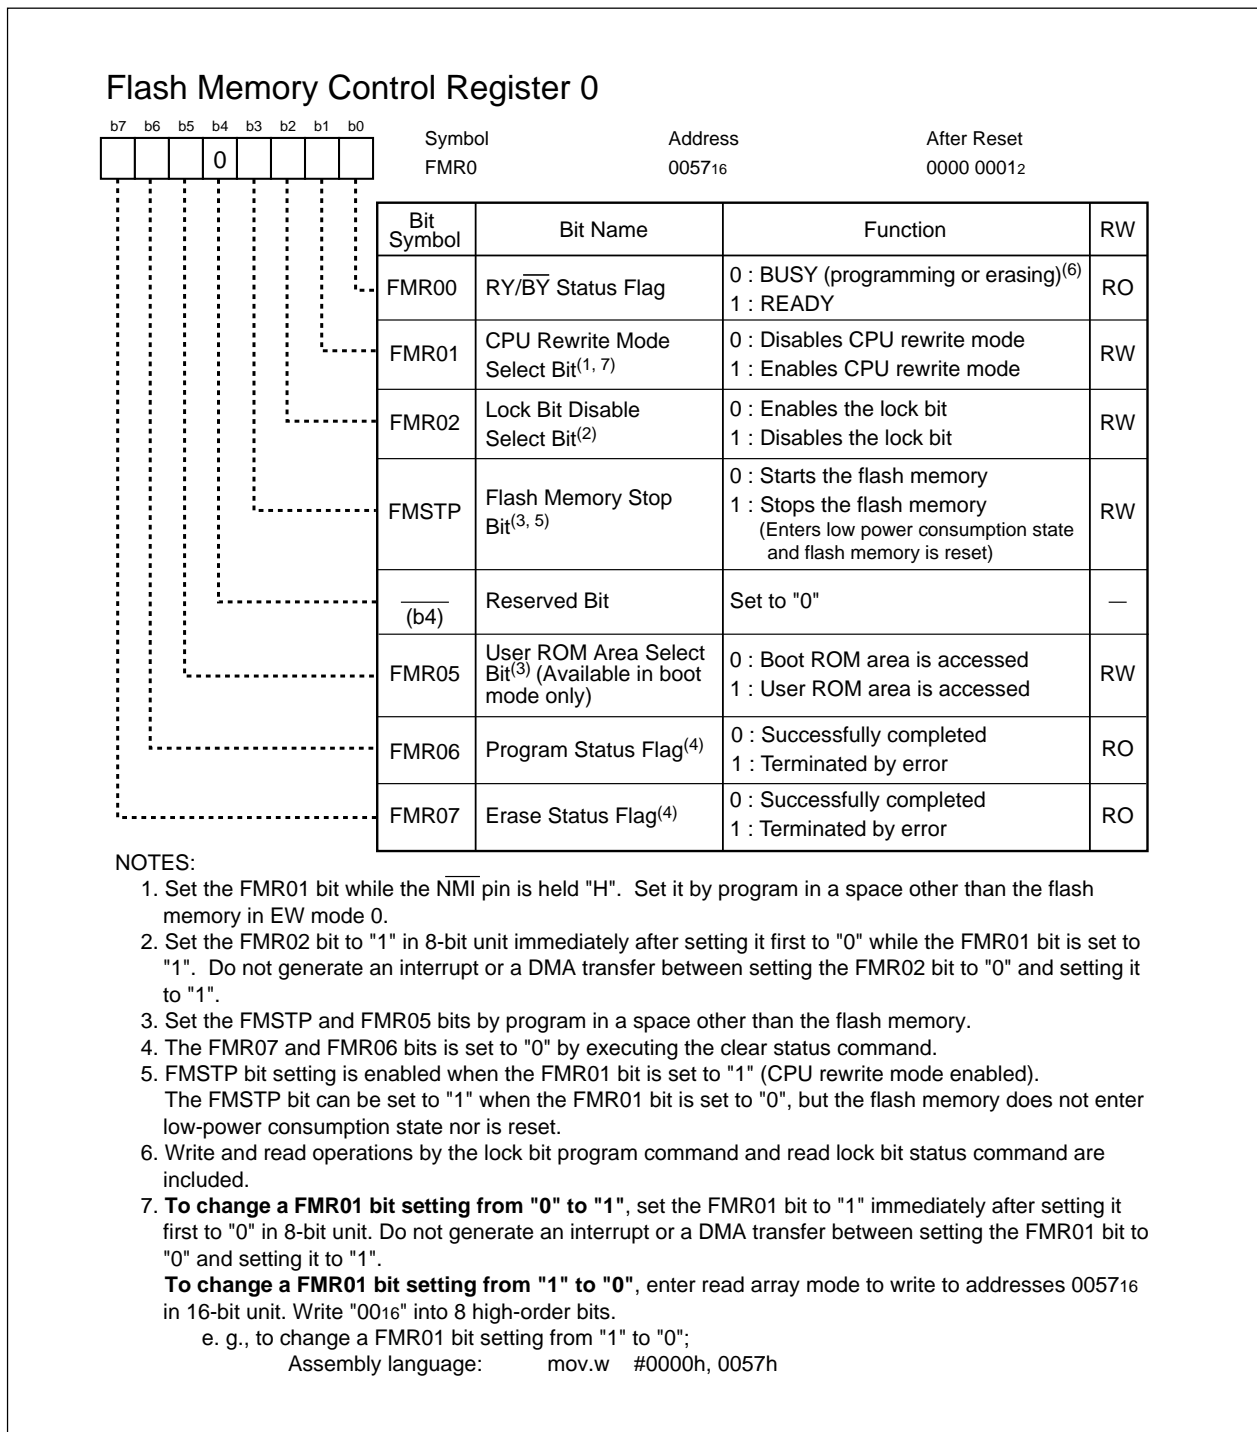 Flash Memory Control Register 0
b7 b6 b5 b4 b3 b2 b1 b0
0
Symbol Address After Reset
FMR0 005716 0000 00012
Bit Symbol Bit Name Function RW
FMR00 RY/BY Status Flag 0 : BUSY (programming or erasing)(6) RO
1 : READY
FMR01 CPU Rewrite Mode 0 : Disables CPU rewrite mode RW
Select Bit(1, 7) 1 : Enables CPU rewrite mode
FMR02 Lock Bit Disable 0 : Enables the lock bit RW
Select Bit(2) 1 : Disables the lock bit
FMSTP Flash Memory Stop 0 : Starts the flash memory RW
Bit(3, 5) 1 : Stops the flash memory
(Enters low power consumption state
and flash memory is reset)
(b4) Reserved Bit Set to "0" —
FMR05 User ROM Area Select 0 : Boot ROM area is accessed RW
Bit(3) (Available in boot 1 : User ROM area is accessed
mode only)
FMR06 Program Status Flag(4) 0 : Successfully completed RO
1 : Terminated by error
FMR07 Erase Status Flag(4) 0 : Successfully completed RO
1 : Terminated by error
NOTES:
1. Set the FMR01 bit while the NMI pin is held "H". Set it by program in a space other than the flash
memory in EW mode 0.
2. Set the FMR02 bit to "1" in 8-bit unit immediately after setting it first to "0" while the FMR01 bit is set to
"1". Do not generate an interrupt or a DMA transfer between setting the FMR02 bit to "0" and setting it
to "1".
3. Set the FMSTP and FMR05 bits by program in a space other than the flash memory.
4. The FMR07 and FMR06 bits is set to "0" by executing the clear status command.
5. FMSTP bit setting is enabled when the FMR01 bit is set to "1" (CPU rewrite mode enabled).
The FMSTP bit can be set to "1" when the FMR01 bit is set to "0", but the flash memory does not enter
low-power consumption state nor is reset.
6. Write and read operations by the lock bit program command and read lock bit status command are
included.
7. To change a FMR01 bit setting from "0" to "1", set the FMR01 bit to "1" immediately after setting it
first to "0" in 8-bit unit. Do not generate an interrupt or a DMA transfer between setting the FMR01 bit to
"0" and setting it to "1".
To change a FMR01 bit setting from "1" to "0", enter read array mode to write to addresses 005716
in 16-bit unit. Write "0016" into 8 high-order bits.
e. g., to change a FMR01 bit setting from "1" to "0";
Assembly language: mov.w #0000h, 0057h